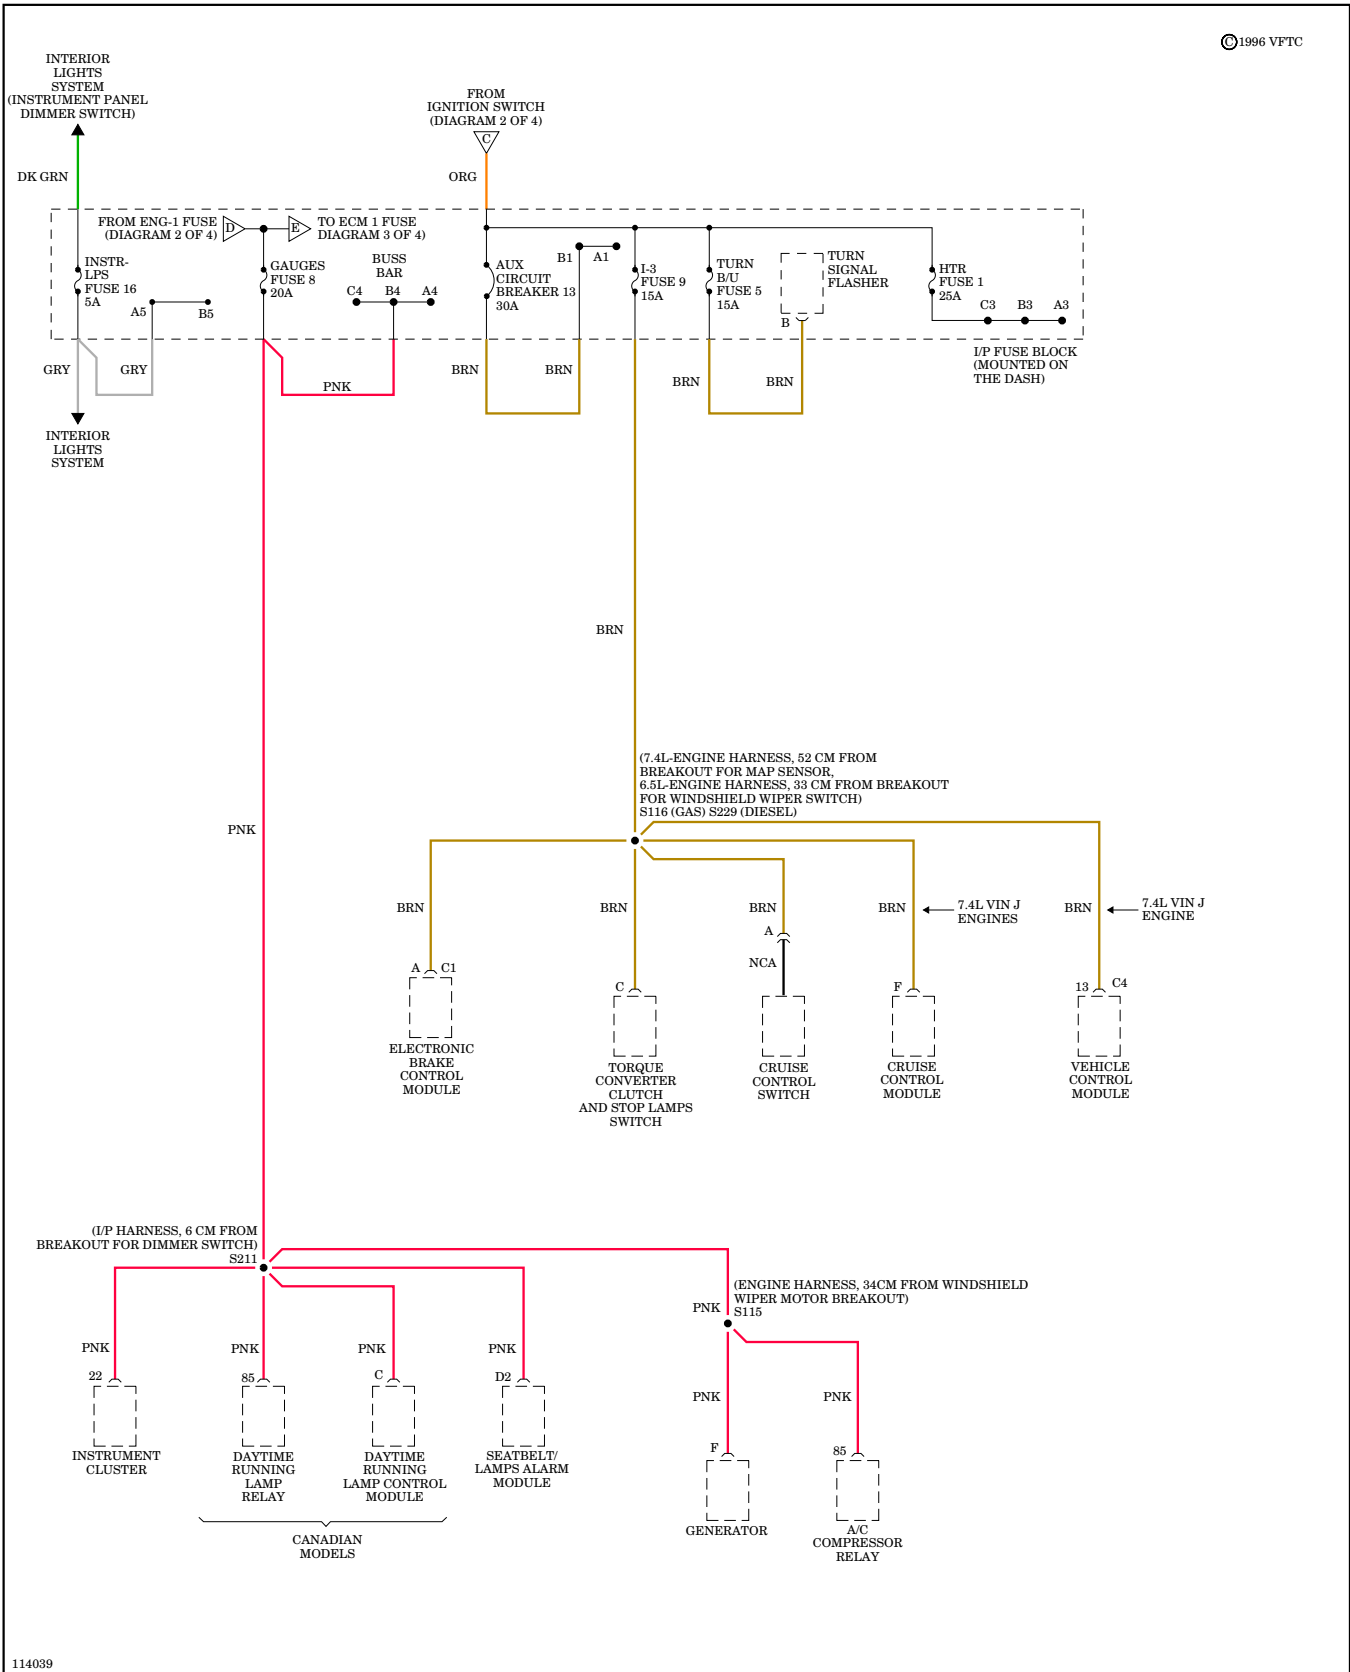 © 1996 VFTC
INTERIOR
LIGHTS
SYSTEM
(INSTRUMENT PANEL
DIMMER SWITCH)
FROM
IGNITION SWITCH
(DIAGRAM 2 OF 4)
C
DK GRN
ORG
FROM ENG-1 FUSE
(DIAGRAM 2 OF 4)
D
E
TO ECM 1 FUSE
DIAGRAM 3 OF 4)
INSTR-
LPS
FUSE 16
5A
A5
B5
GAUGES
FUSE 8
20A
BUSS
BAR
C4
B4
A4
AUX
CIRCUIT
BREAKER 13
30A
B1
A1
I-3
FUSE 9
15A
TURN
B/U
FUSE 5
15A
TURN
SIGNAL
FLASHER
B
HTR
FUSE 1
25A
C3
B3
A3
I/P FUSE BLOCK
(MOUNTED ON
THE DASH)
GRY
GRY
PNK
BRN
BRN
BRN
BRN
INTERIOR
LIGHTS
SYSTEM
BRN
(7.4L-ENGINE HARNESS, 52 CM FROM
BREAKOUT FOR MAP SENSOR,
6.5L-ENGINE HARNESS, 33 CM FROM BREAKOUT
FOR WINDSHIELD WIPER SWITCH)
S116 (GAS) S229 (DIESEL)
PNK
BRN
BRN
BRN
BRN
7.4L VIN J
ENGINES
BRN
7.4L VIN J
ENGINE
A
NCA
A
C1
C
F
13
C4
ELECTRONIC
BRAKE
CONTROL
MODULE
TORQUE
CONVERTER
CLUTCH
AND STOP LAMPS
SWITCH
CRUISE
CONTROL
SWITCH
CRUISE
CONTROL
MODULE
VEHICLE
CONTROL
MODULE
(I/P HARNESS, 6 CM FROM
BREAKOUT FOR DIMMER SWITCH)
S211
(ENGINE HARNESS, 34CM FROM WINDSHIELD
WIPER MOTOR BREAKOUT)
S115
PNK
PNK
PNK
PNK
PNK
22
85
C
D2
PNK
PNK
F
85
INSTRUMENT
CLUSTER
DAYTIME
RUNNING
LAMP
RELAY
DAYTIME
RUNNING
LAMP CONTROL
MODULE
SEATBELT/
LAMPS ALARM
MODULE
GENERATOR
A/C
COMPRESSOR
RELAY
CANADIAN
MODELS
114039